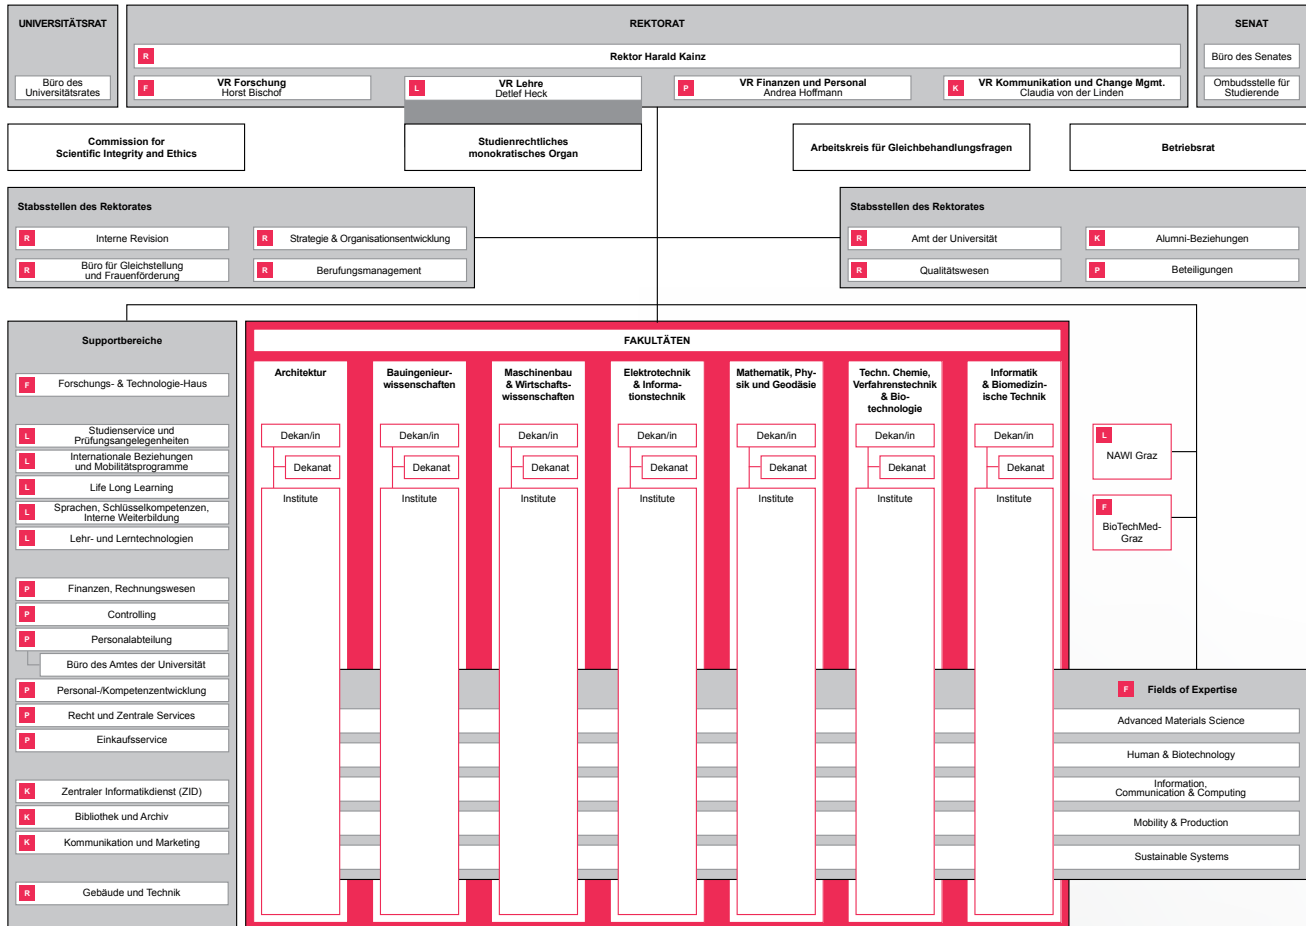 UNIVERSITÄTSRAT
Büro des
Universitätsrates
REKTORAT
R
Rektor Harald Kainz
F
VR Forschung
Horst Bischof
L
VR Lehre
Detlef Heck
P
VR Finanzen und Personal
Andrea Hoffmann
K
VR Kommunikation und Change Mgmt.
Claudia von der Linden
SENAT
Büro des Senates
Ombudsstelle für
Studierende
Commission for
Scientific Integrity and Ethics
Studienrechtliches
monokratisches Organ
Arbeitskreis für Gleichbehandlungsfragen
Betriebsrat
Stabsstellen des Rektorates
R
Interne Revision
R
Strategie & Organisationsentwicklung
R
Büro für Gleichstellung
und Frauenförderung
R
Berufungsmanagement
Stabsstellen des Rektorates
R
Amt der Universität
K
Alumni-Beziehungen
R
Qualitätswesen
P
Beteiligungen
Supportbereiche
F
Forschungs- & Technologie-Haus
L
Studienservice und
Prüfungsangelegenheiten
L
Internationale Beziehungen
und Mobilitätsprogramme
L
Life Long Learning
L
Sprachen, Schlüsselkompetenzen,
Interne Weiterbildung
L
Lehr- und Lerntechnologien
P
Finanzen, Rechnungswesen
P
Controlling
P
Personalabteilung
Büro des Amtes der Universität
P
Personal-/Kompetenzentwicklung
P
Recht und Zentrale Services
P
Einkaufsservice
K
Zentraler Informatikdienst (ZID)
K
Bibliothek und Archiv
K
Kommunikation und Marketing
R
Gebäude und Technik
FAKULTÄTEN
Architektur
Dekan/in
Dekanat
Institute
Bauingenieur-
wissenschaften
Dekan/in
Dekanat
Institute
Maschinenbau
& Wirtschafts-
wissenschaften
Dekan/in
Dekanat
Institute
Elektrotechnik
& Informa-
tionstechnik
Dekan/in
Dekanat
Institute
Mathematik, Phy-
sik und Geodäsie
Dekan/in
Dekanat
Institute
Techn. Chemie,
Verfahrenstechnik
& Bio-
technologie
Dekan/in
Dekanat
Institute
Informatik
& Biomedizin-
ische Technik
Dekan/in
Dekanat
Institute
L
NAWI Graz
F
BioTechMed-
Graz
F
Fields of Expertise
Advanced Materials Science
Human & Biotechnology
Information,
Communication & Computing
Mobility & Production
Sustainable Systems